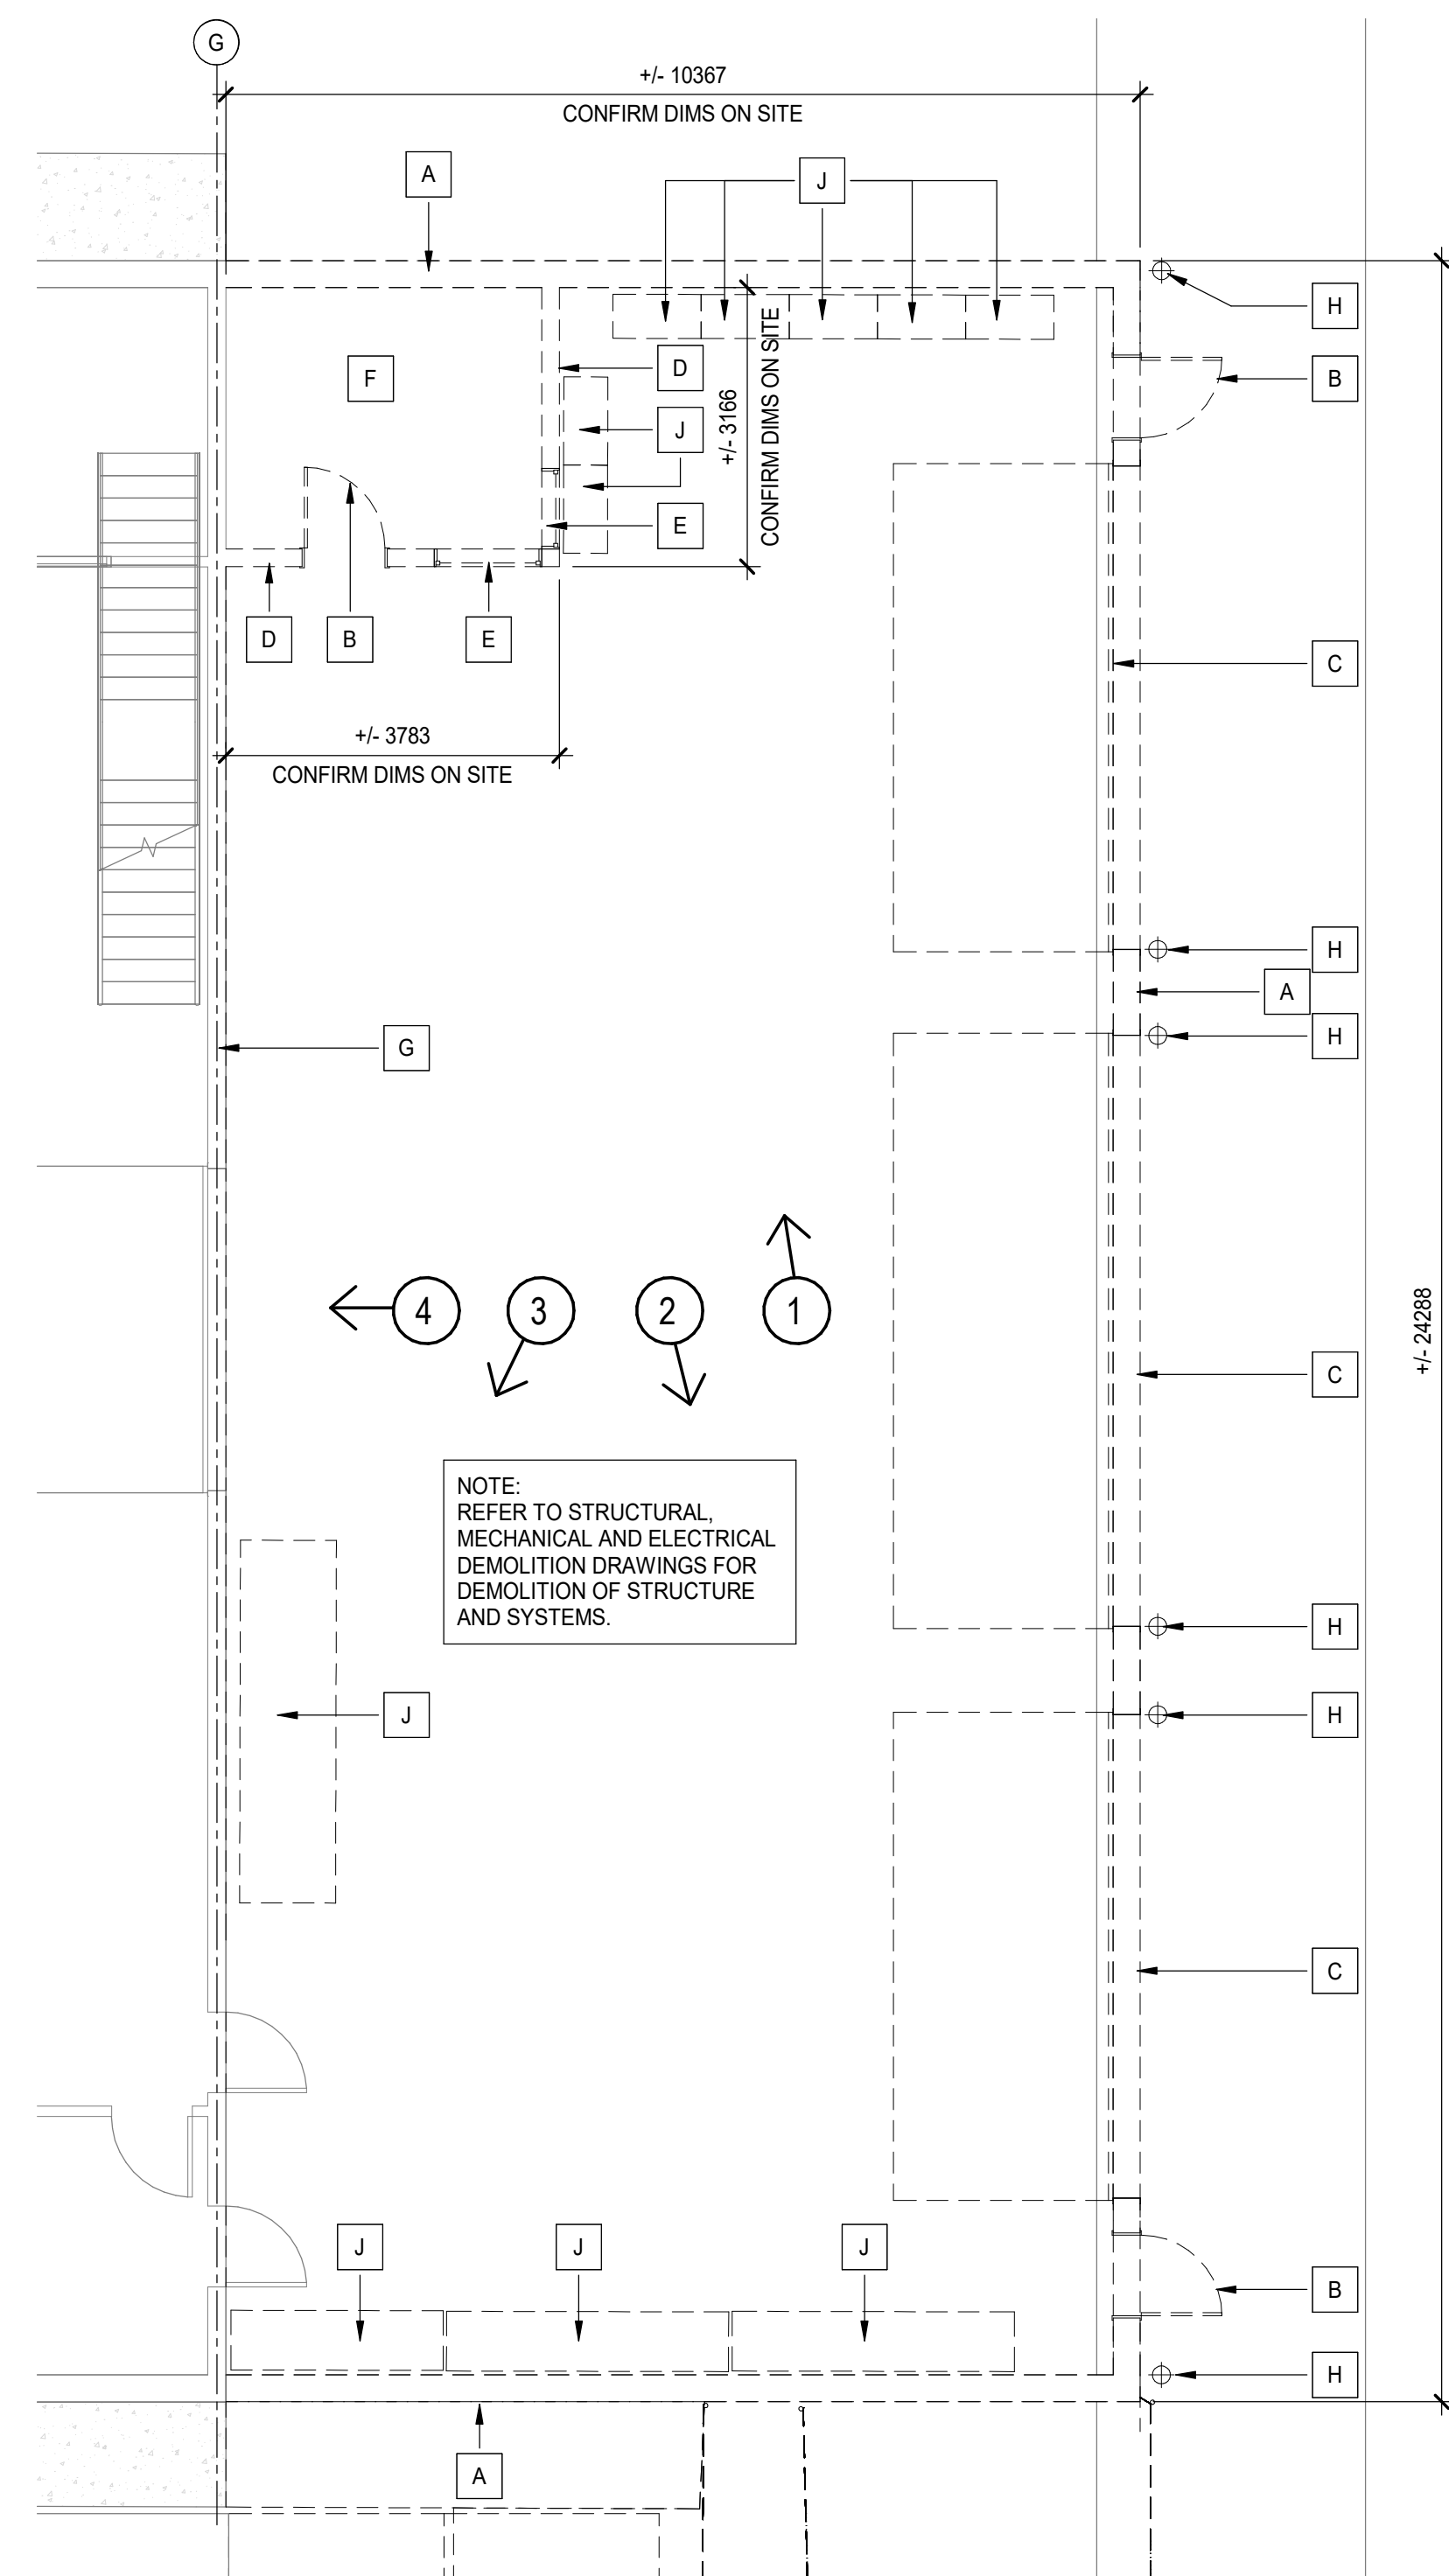 G
+/- 10367
CONFIRM DIMS ON SITE
A
J
H
B
F
D
J
E
+/- 3166
CONFIRM DIMS ON SITE
D
B
E
C
+/- 3783
CONFIRM DIMS ON SITE
H
A
H
G
4
3
2
1
+/- 24288
C
NOTE:
REFER TO STRUCTURAL,
MECHANICAL AND ELECTRICAL
DEMOLITION DRAWINGS FOR
DEMOLITION OF STRUCTURE
AND SYSTEMS.
H
J
H
C
J
J
J
B
H
A